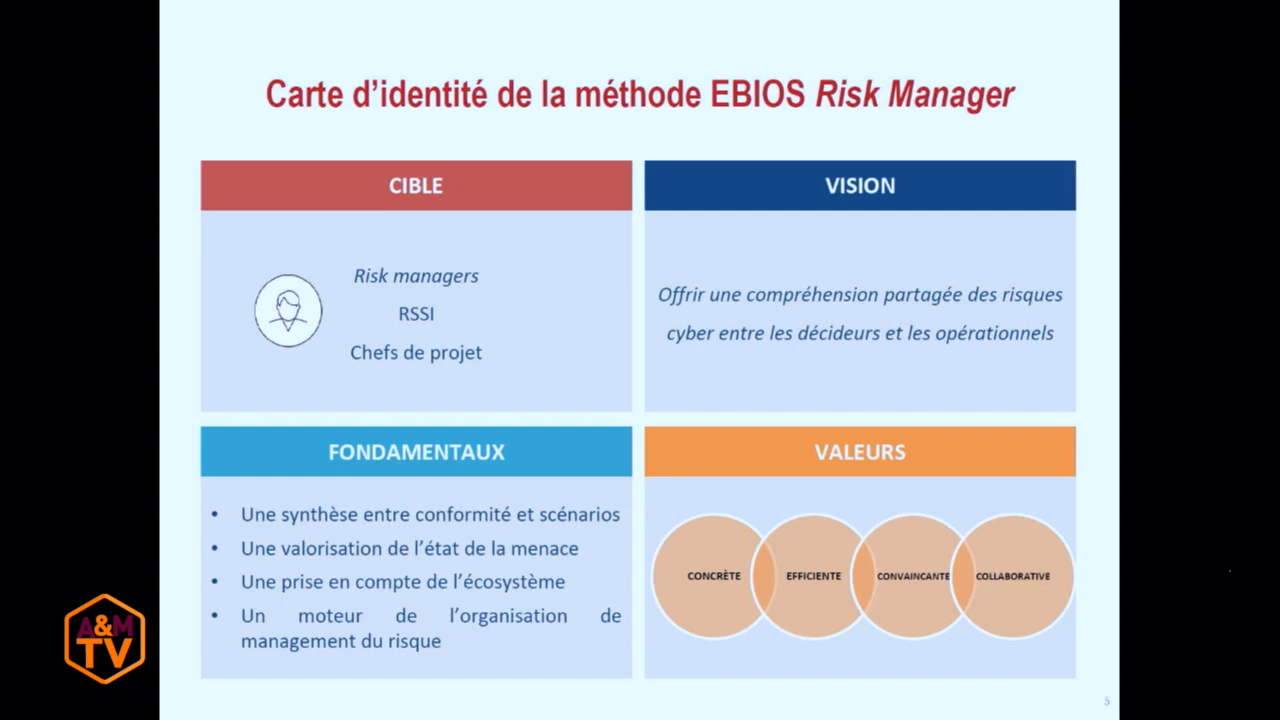 Carte d’identité de la méthode EBIOS Risk Manager
CIBLE
Risk managers
RSSI
Chefs de projet
VISION
Offrir une compréhension partagée des risques
cyber entre les décideurs et les opérationnels
FONDAMENTAUX
• Une synthèse entre conformité et scénarios
• Une valorisation de l’état de la menace
• Une prise en compte de l’écosystème
• Un moteur de l’organisation de
management du risque
VALEURS
CONCRÈTE
EFFICIENTE
CONVAINCANTE
COLLABORATIVE
A&M
TV
5